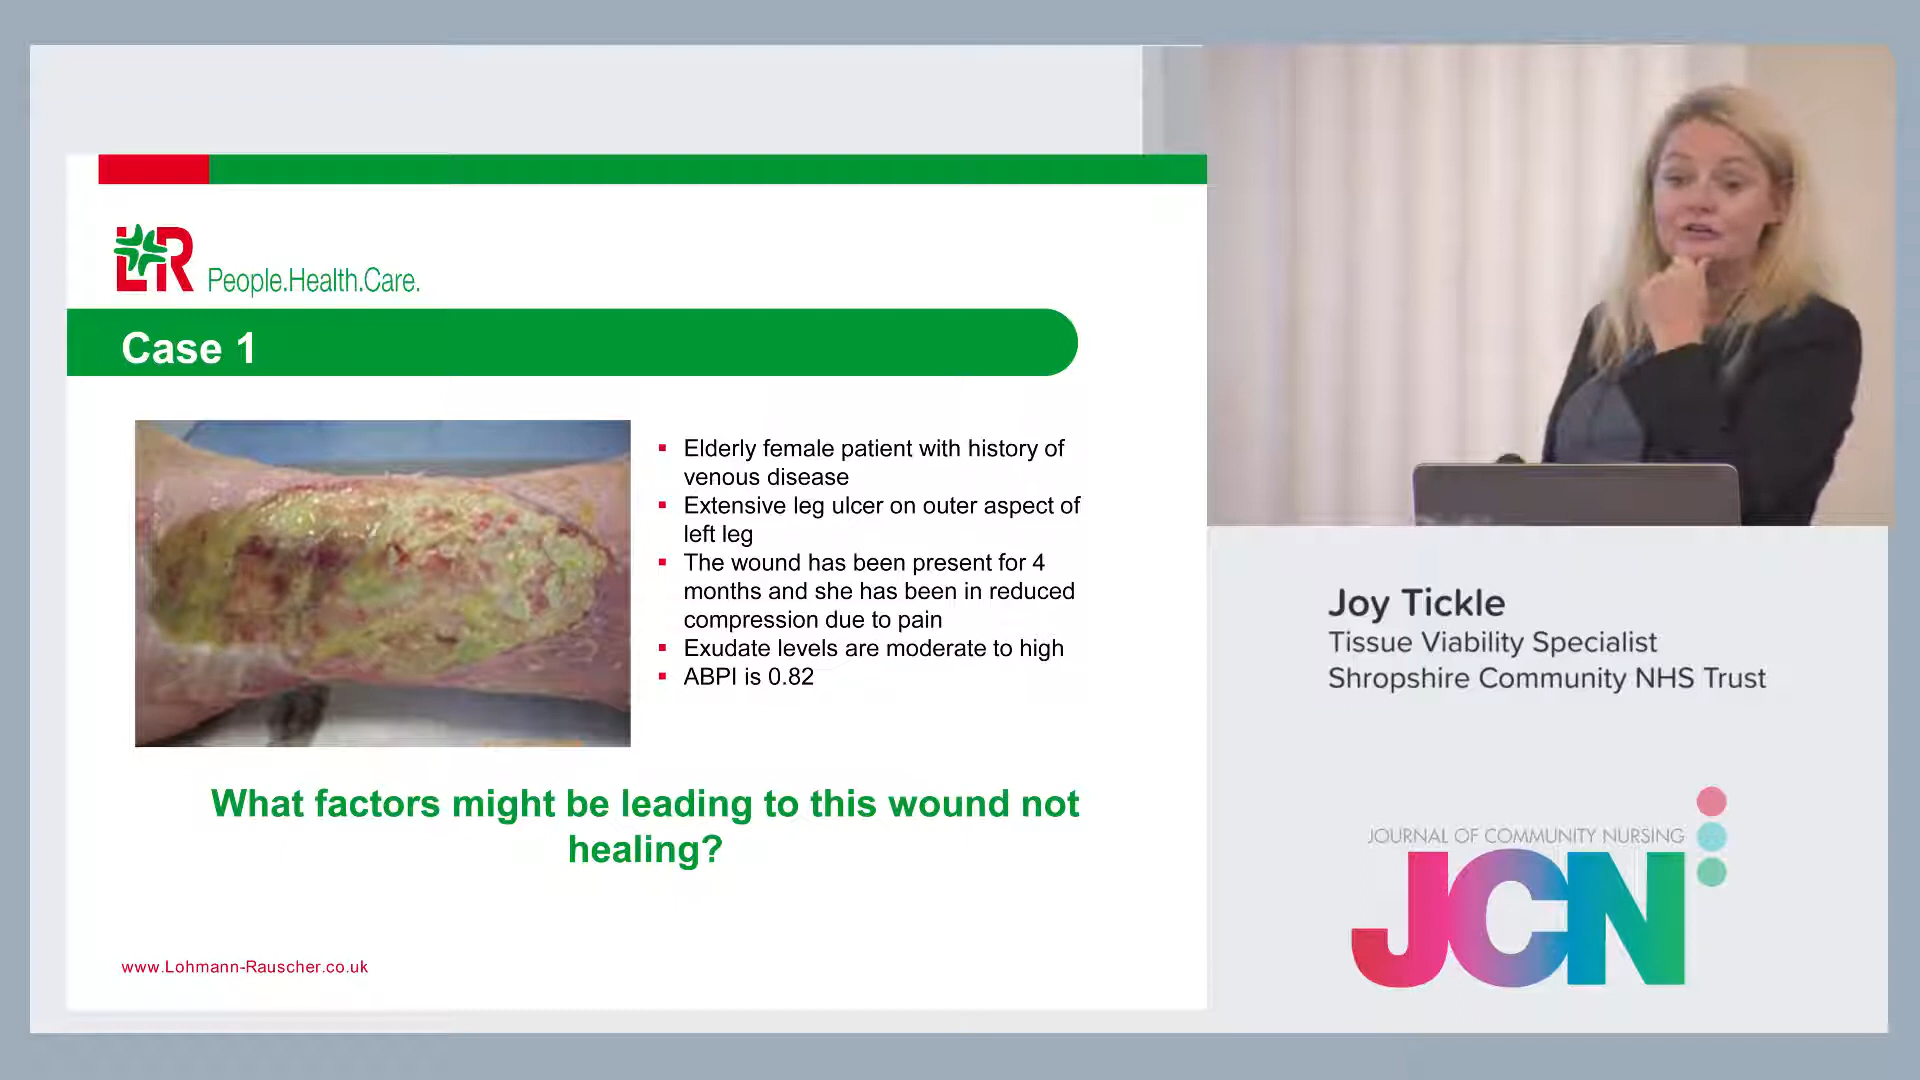 L&R People.Health.Care.
Case 1
▪ Elderly female patient with history of
venous disease
▪ Extensive leg ulcer on outer aspect of
left leg
▪ The wound has been present for 4
months and she has been in reduced
compression due to pain
▪ Exudate levels are moderate to high
▪ ABPI is 0.82
What factors might be leading to this wound not
healing?
www.Lohmann-Rauscher.co.uk
Joy Tickle
Tissue Viability Specialist
Shropshire Community NHS Trust
JOURNAL OF COMMUNITY NURSING
JCN